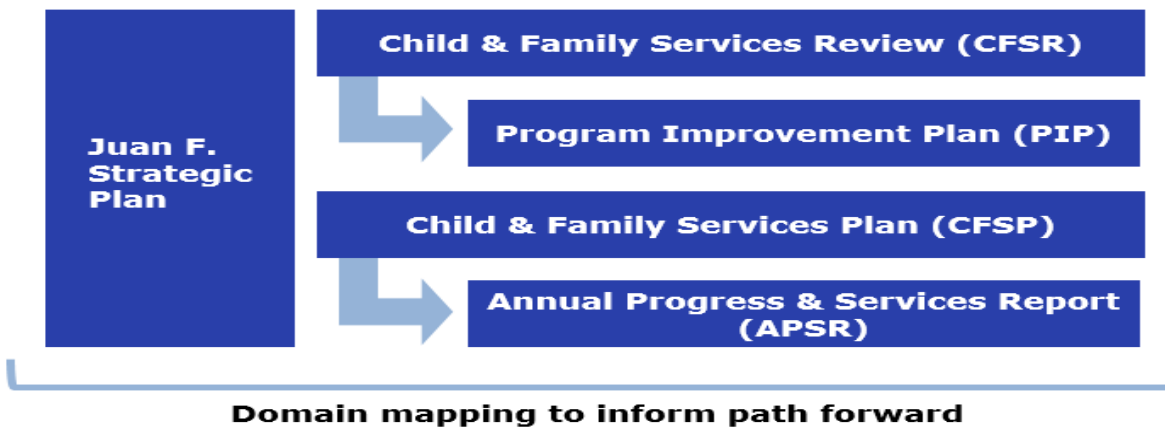 Juan F.
Strategic
Plan
Child & Family Services Review (CFSR)
Program Improvement Plan (PIP)
Child & Family Services Plan (CFSP)
Annual Progress & Services Report
(APSR)
Domain mapping to inform path forward